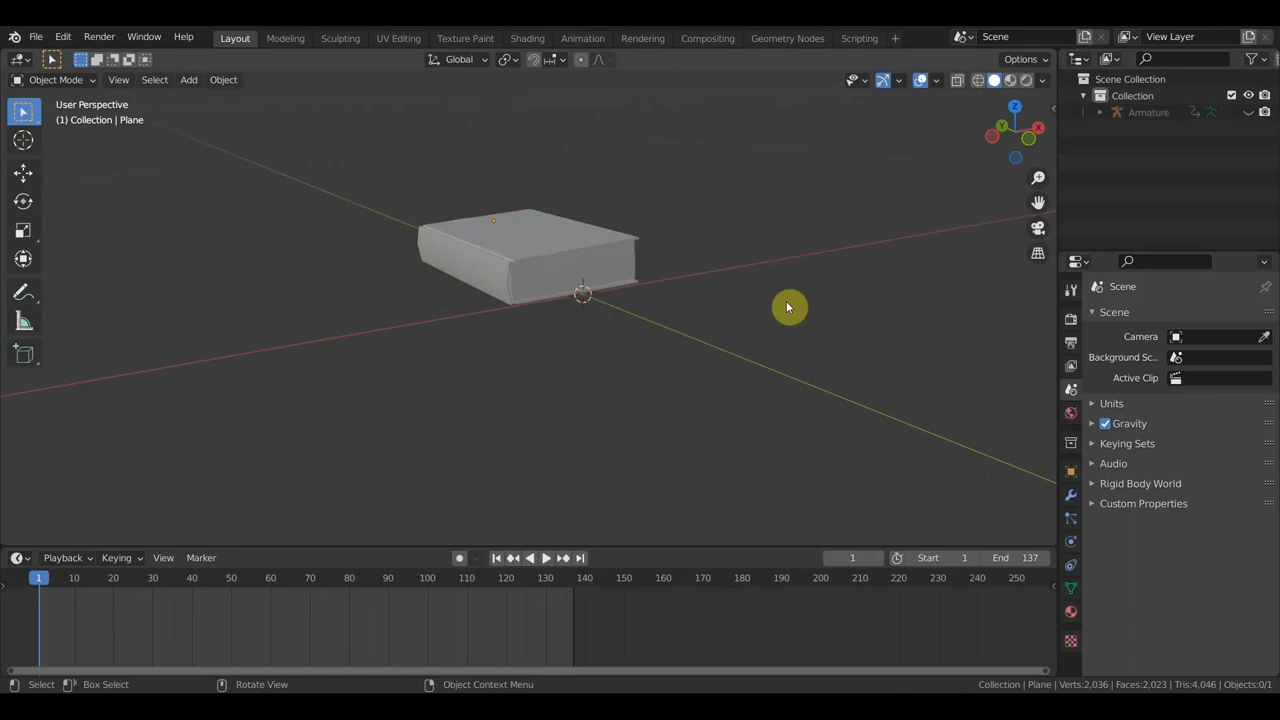 File Edit Render Window Help Layout Modeling Sculpting UV Editing Texture Paint Shading Animation Rendering Compositing Geometry Nodes Scripting + Scene View Layer
Global Options
Object Mode View Select Add Object
User Perspective
(1) Collection | Plane
Z
Y
X
Scene Collection
Collection
Armature
Scene
Scene
Camera
Background Sc...
Active Clip
Units
Gravity
Keying Sets
Audio
Rigid Body World
Custom Properties
Playback Keying View Marker 1 Start 1 End 137
1 10 20 30 40 50 60 70 80 90 100 110 120 130 140 150 160 170 180 190 200 210 220 230 240 250
Select Box Select Rotate View Object Context Menu Collection | Plane | Verts:2,036 | Faces:2,023 | Tris:4,046 | Objects:0/1